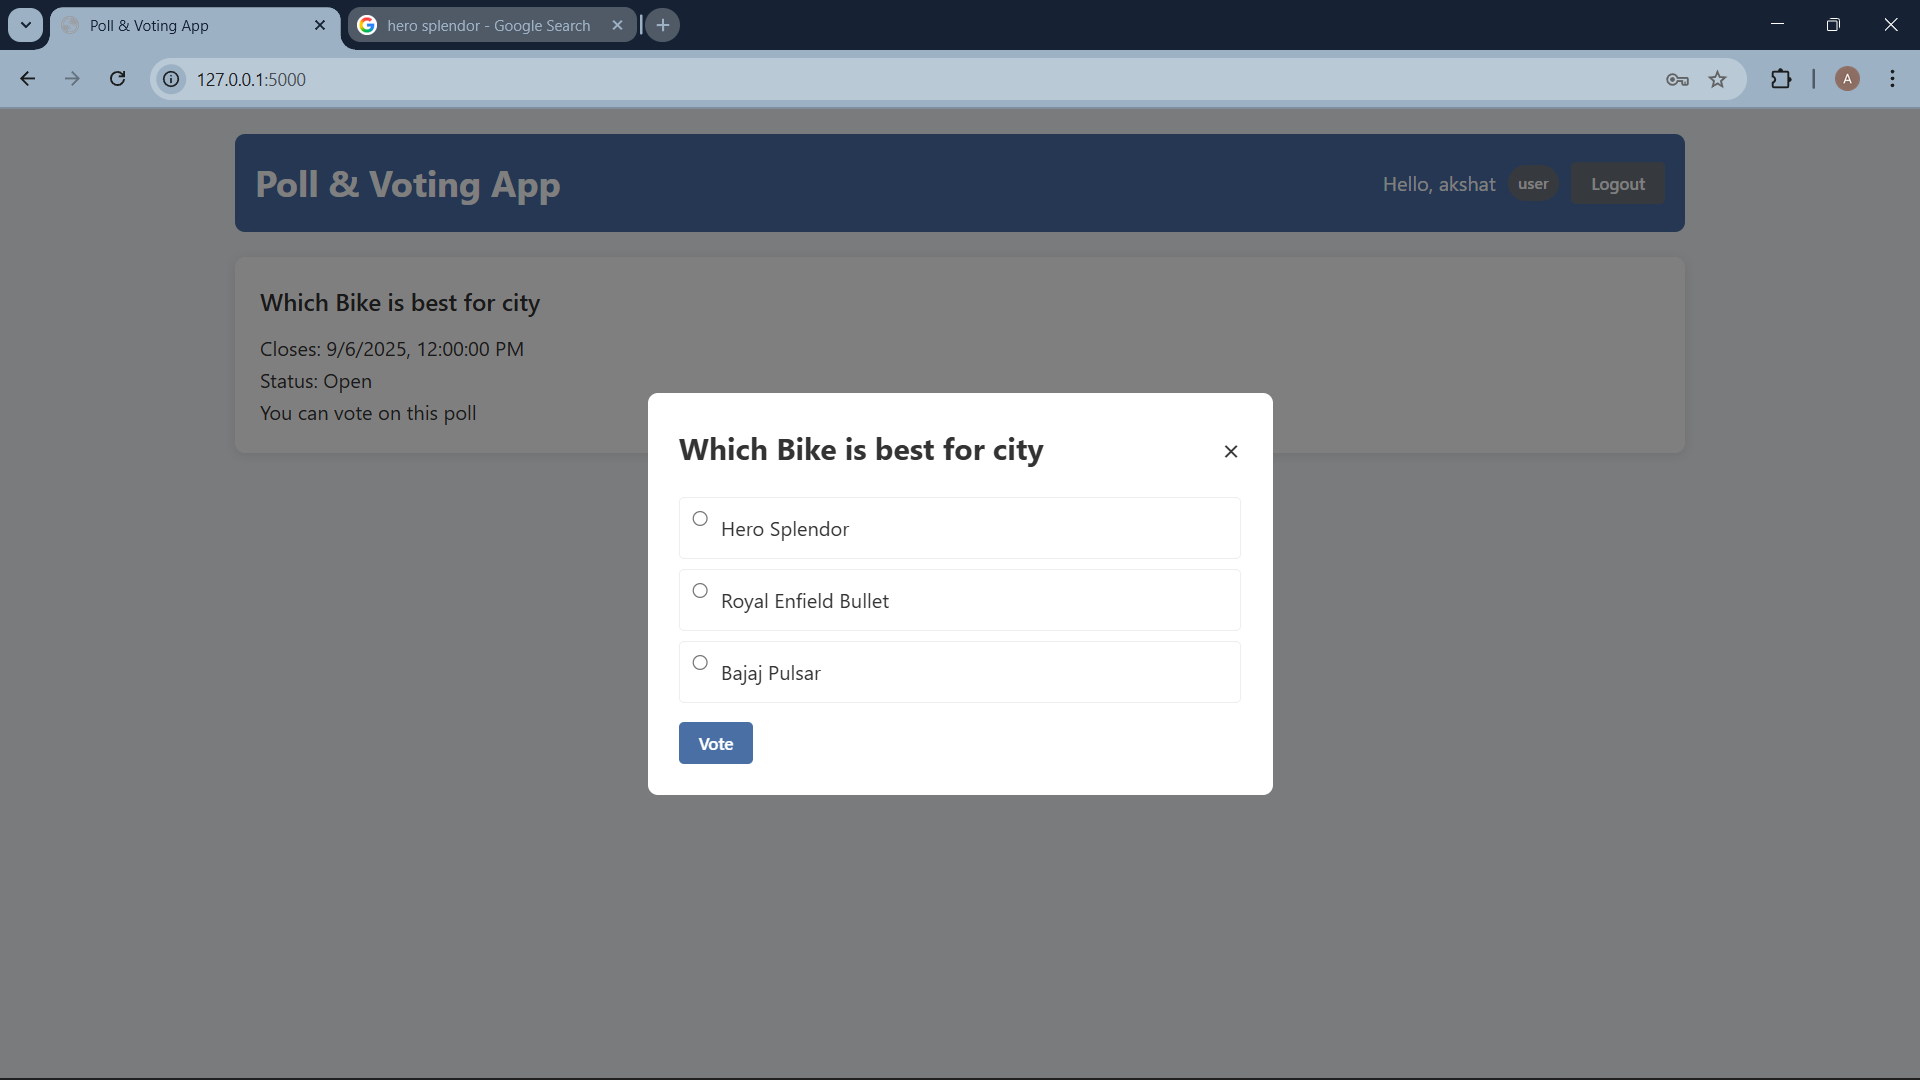 Poll & Voting App
hero splendor - Google Search
127.0.0.1:5000
A
Poll & Voting App
Hello, akshat
user
Logout
Which Bike is best for city
Closes: 9/6/2025, 12:00:00 PM
Status: Open
You can vote on this poll
Which Bike is best for city
Hero Splendor
Royal Enfield Bullet
Bajaj Pulsar
Vote